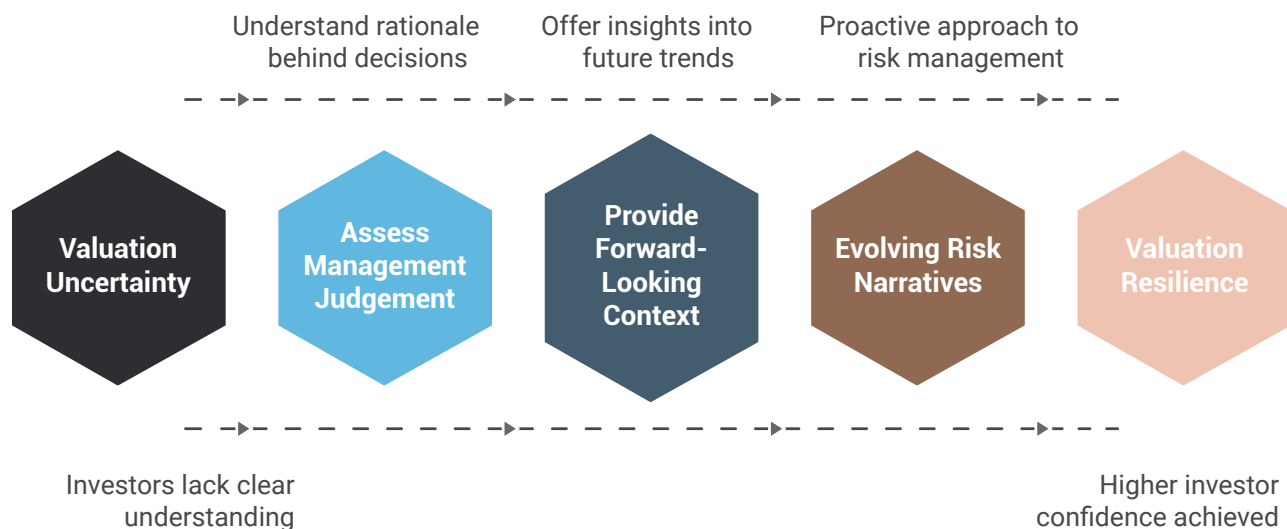 Understand rationale
behind decisions
Offer insights into
future trends
Proactive approach to
risk management
Valuation
Uncertainty
Assess
Management
Judgement
Provide
Forward-
Looking
Context
Evolving Risk
Narratives
Valuation
Resilience
Investors lack clear
understanding
Higher investor
confidence achieved